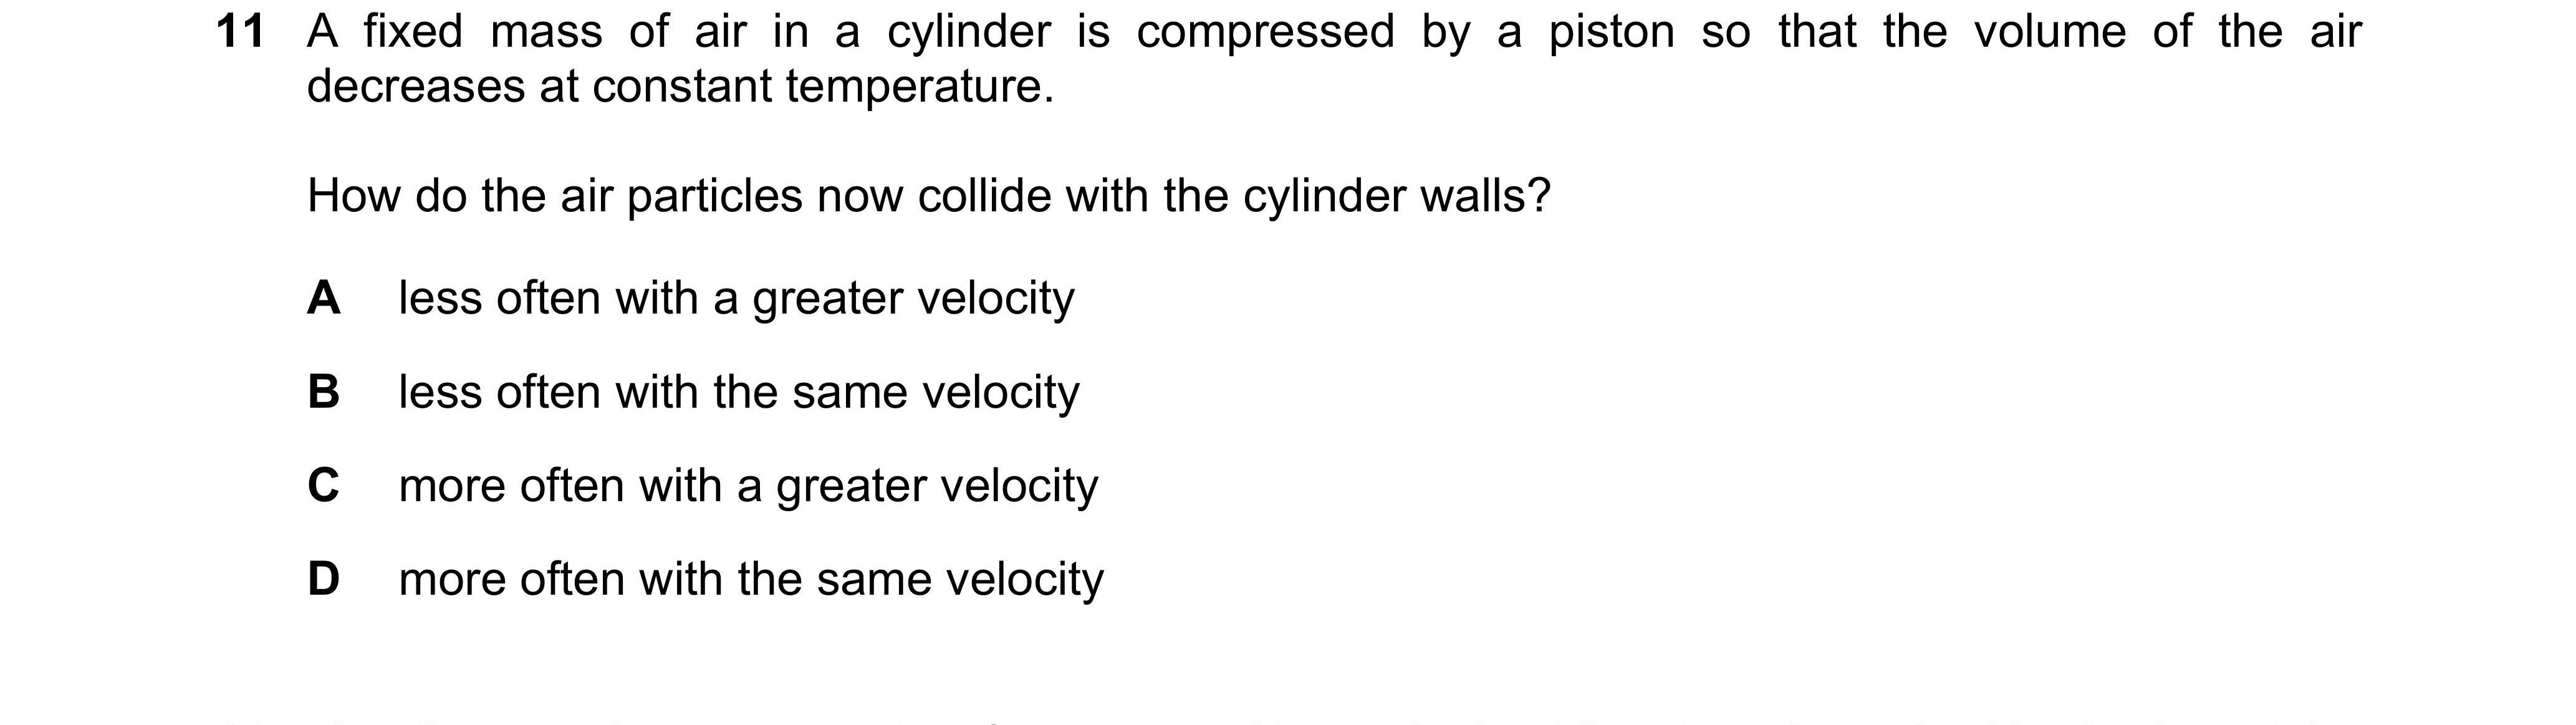 11 A fixed mass of air in a cylinder is compressed by a piston so that the volume of the air
decreases at constant temperature.
How do the air particles now collide with the cylinder walls?
A less often with a greater velocity
B less often with the same velocity
C more often with a greater velocity
D more often with the same velocity